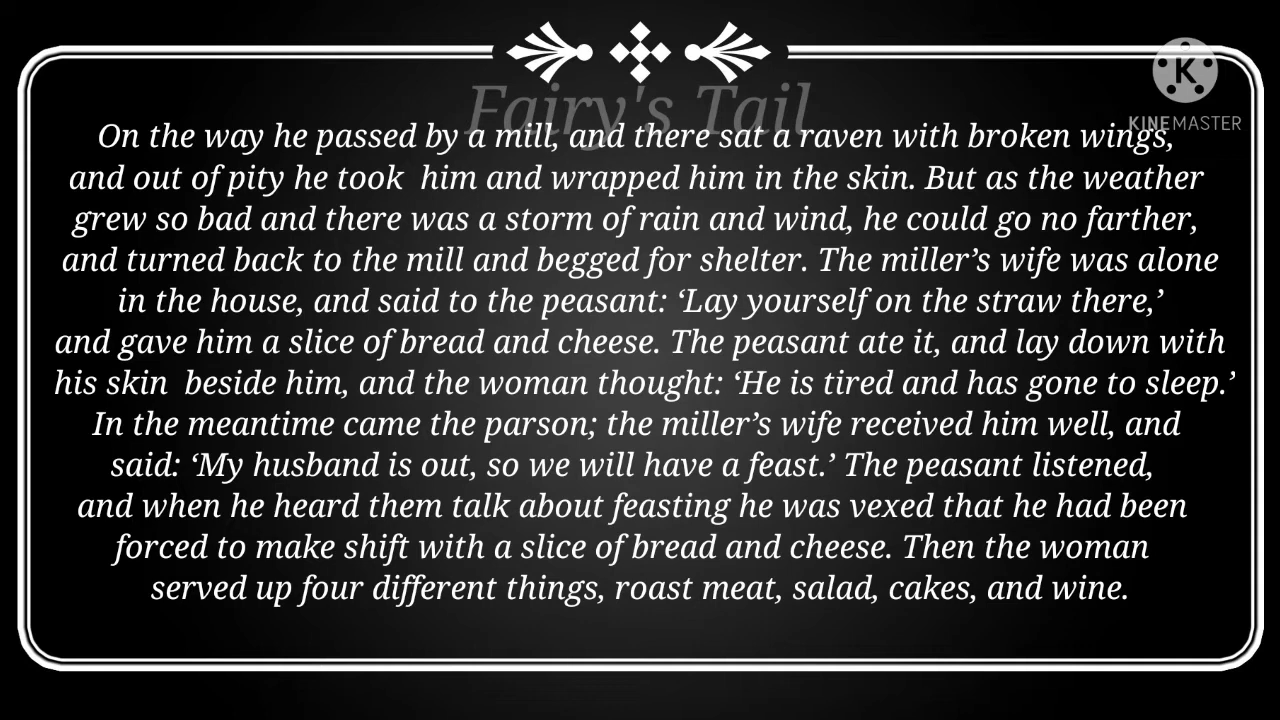 Fairy's Tail
K
KINEMASTER
On the way he passed by a mill, and there sat a raven with broken wings,
and out of pity he took  him and wrapped him in the skin. But as the weather
grew so bad and there was a storm of rain and wind, he could go no farther,
and turned back to the mill and begged for shelter. The miller’s wife was alone
in the house, and said to the peasant: ‘Lay yourself on the straw there,’
and gave him a slice of bread and cheese. The peasant ate it, and lay down with
his skin  beside him, and the woman thought: ‘He is tired and has gone to sleep.’
In the meantime came the parson; the miller’s wife received him well, and
said: ‘My husband is out, so we will have a feast.’ The peasant listened,
and when he heard them talk about feasting he was vexed that he had been
forced to make shift with a slice of bread and cheese. Then the woman
served up four different things, roast meat, salad, cakes, and wine.